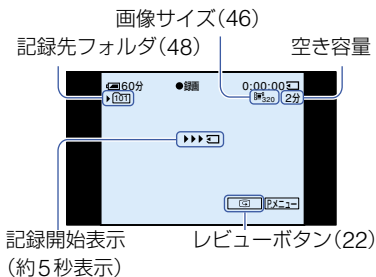 画像サイズ(46)
記録先フォルダ(48)
空き容量
60分
●録画
0:00:00
101
320
2分
Pメニュー
記録開始表示
(約5秒表示)
レビューボタン(22)